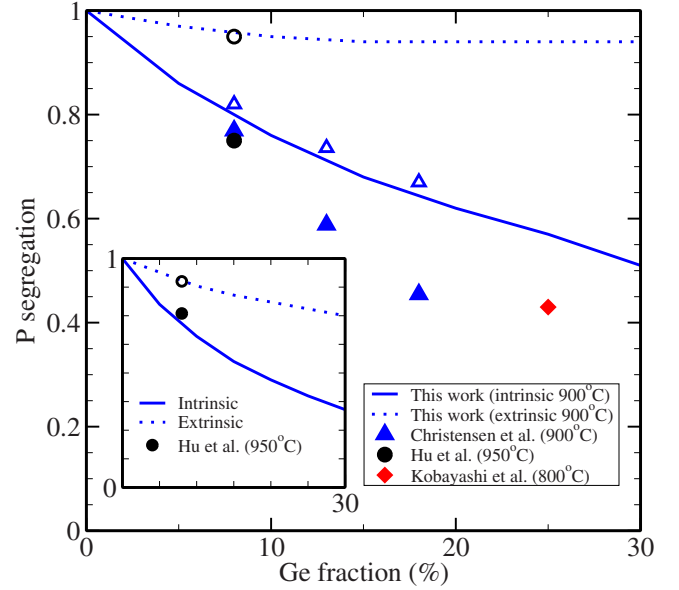 1
0.8
0.6
0.4
0.2
0
P segregation
0
10
20
30
Ge fraction (%)
1
0
30
Intrinsic
Extrinsic
Hu et al. (950°C)
This work (intrinsic 900°C)
This work (extrinsic 900°C)
Christensen et al. (900°C)
Hu et al. (950°C)
Kobayashi et al. (800°C)